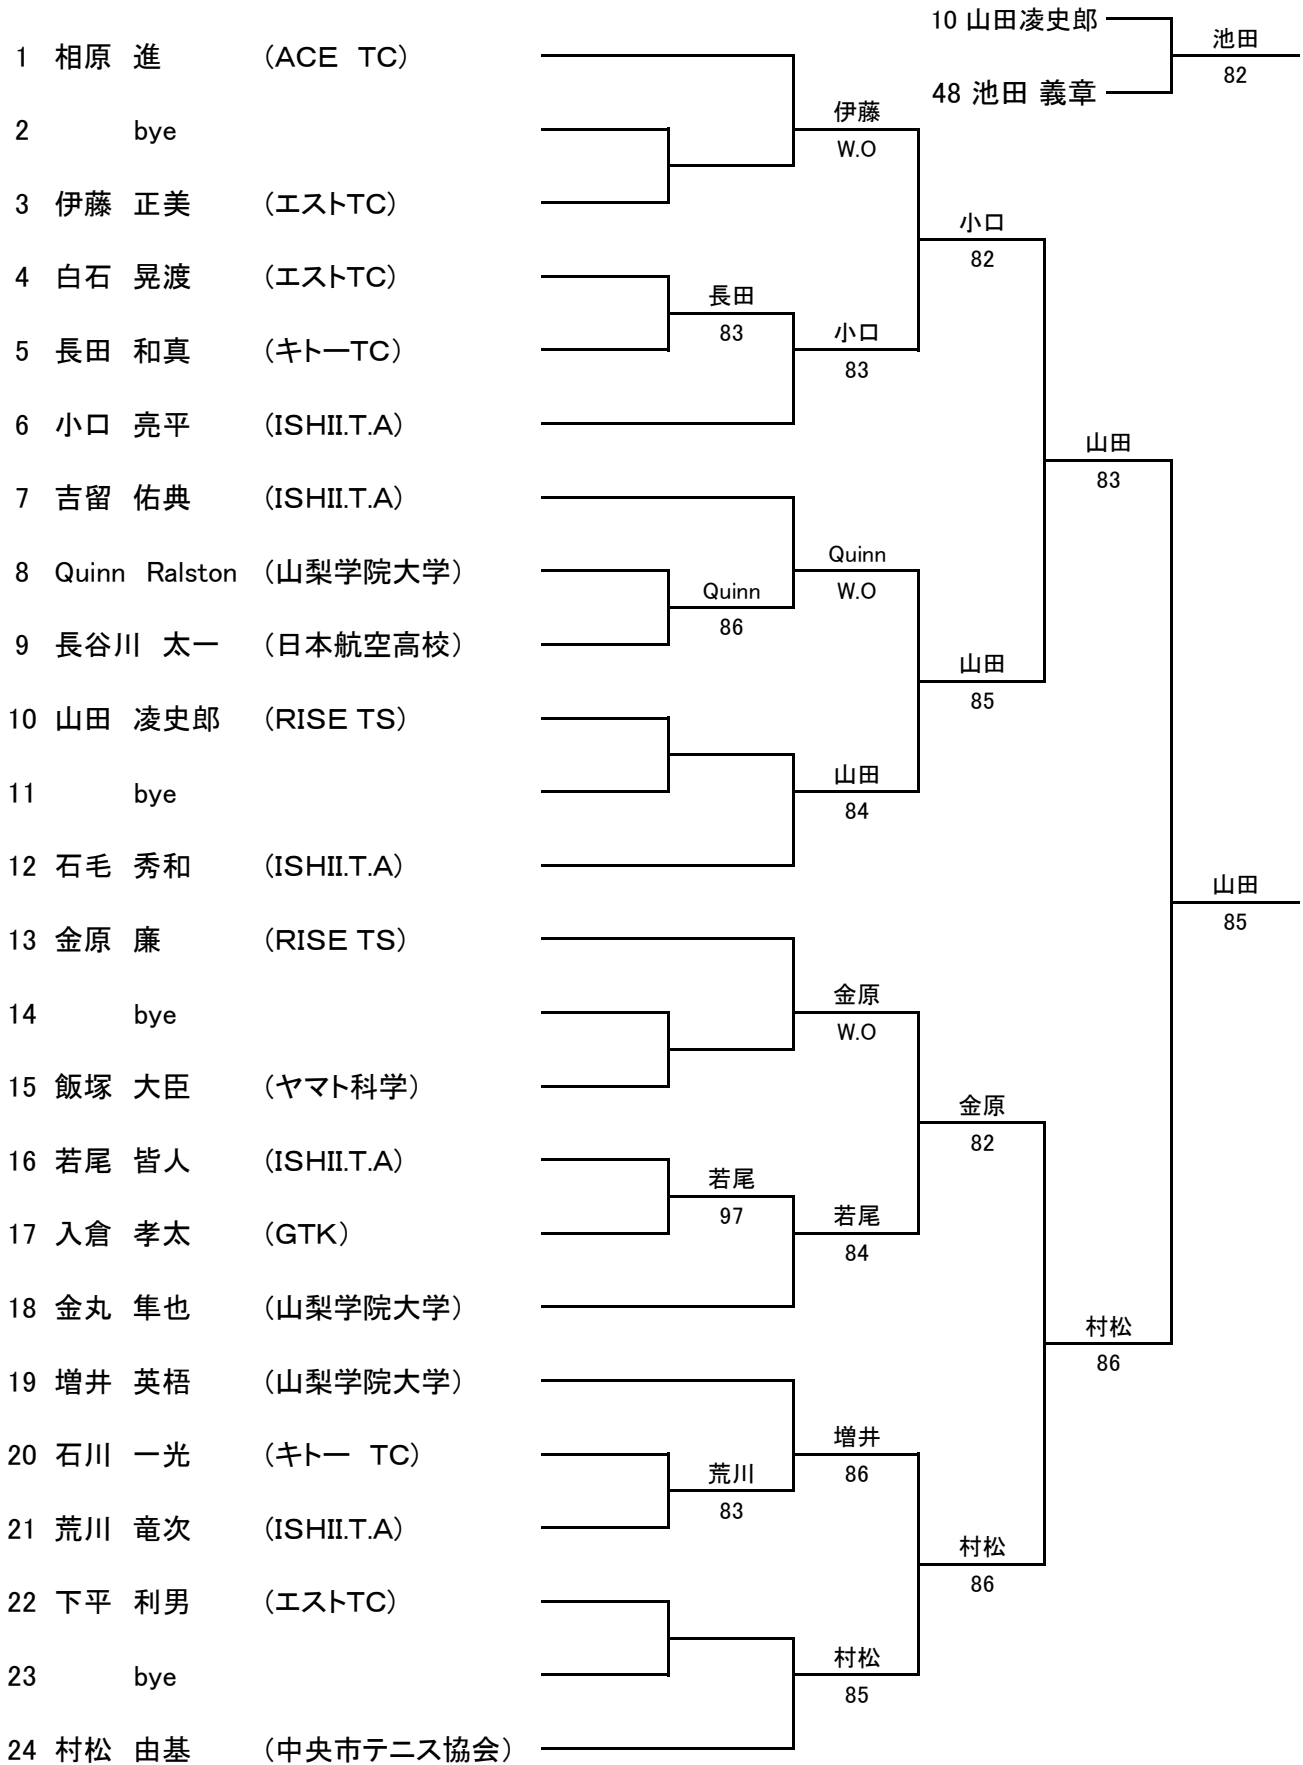 10 山田凌史郎
池田
82
48 池田 義章
1 相原 進 (ACE TC)
2 bye
3 伊藤 正美 (エストTC)
4 白石 晃渡 (エストTC)
5 長田 和真 (キトーTC)
6 小口 亮平 (ISHII.T.A)
7 吉留 佑典 (ISHII.T.A)
8 Quinn Ralston (山梨学院大学)
9 長谷川 太一 (日本航空高校)
10 山田 凌史郎 (RISE TS)
11 bye
12 石毛 秀和 (ISHII.T.A)
13 金原 廉 (RISE TS)
14 bye
15 飯塚 大臣 (ヤマト科学)
16 若尾 皆人 (ISHII.T.A)
17 入倉 孝太 (GTK)
18 金丸 隼也 (山梨学院大学)
19 増井 英梧 (山梨学院大学)
20 石川 一光 (キトー TC)
21 荒川 竜次 (ISHII.T.A)
22 下平 利男 (エストTC)
23 bye
24 村松 由基 (中央市テニス協会)
長田
83
Quinn
86
若尾
97
荒川
83
伊藤
W.O
小口
83
Quinn
W.O
山田
84
金原
W.O
若尾
84
増井
86
村松
85
小口
82
山田
85
金原
82
村松
86
山田
83
村松
86
山田
85